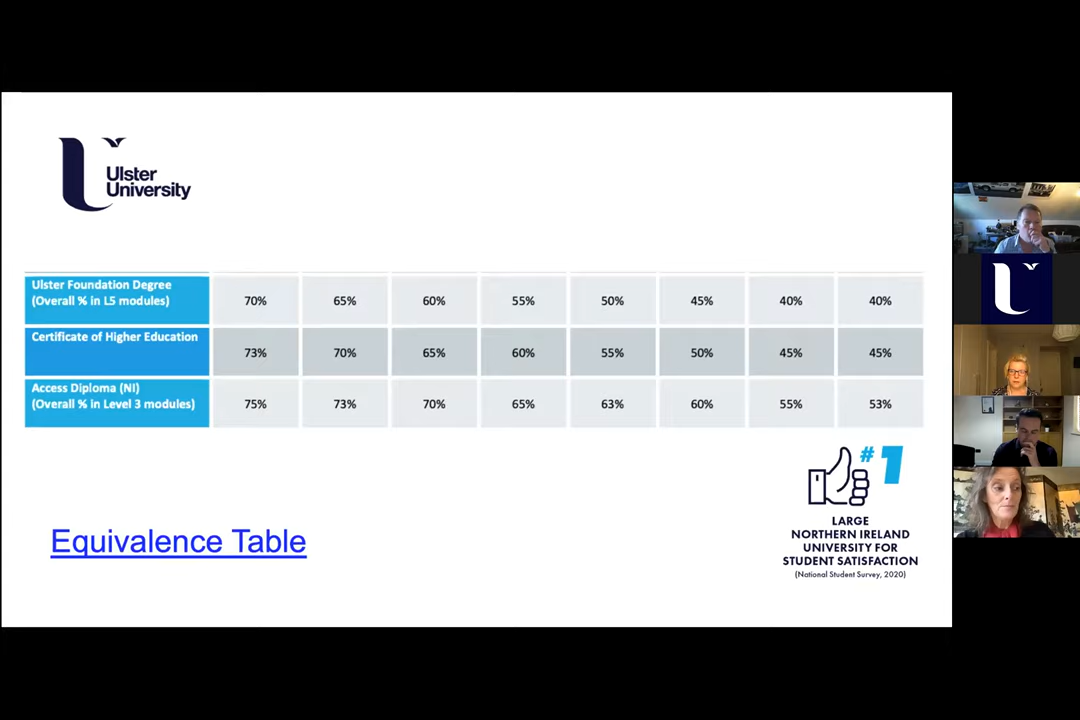 Ulster
University
Ulster Foundation Degree
(Overall % in L5 modules)
70% 65% 60% 55% 50% 45% 40% 40%
Certificate of Higher Education
73% 70% 65% 60% 55% 50% 45% 45%
Access Diploma (NI)
(Overall % in Level 3 modules)
75% 73% 70% 65% 63% 60% 55% 53%
#1
LARGE
NORTHERN IRELAND
UNIVERSITY FOR
STUDENT SATISFACTION
(National Student Survey, 2020)
Equivalence Table